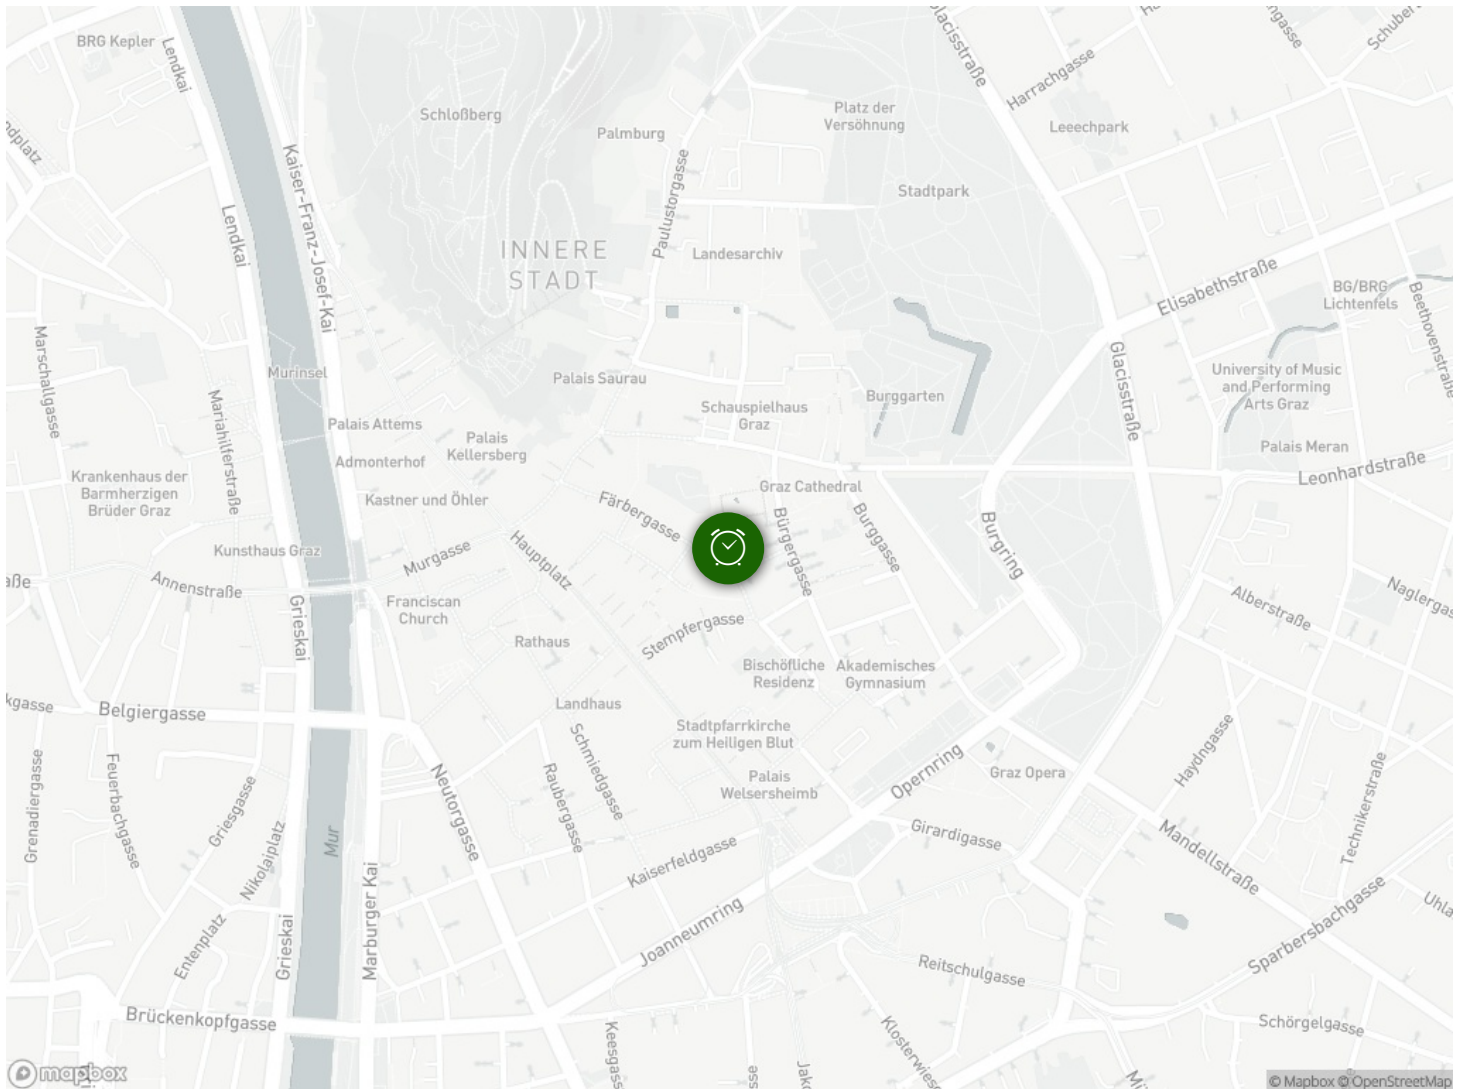 BRG Kepler
Lendkai
Kaiser-Franz-Josef-Kai
Schloßberg
Palmburg
Paulustorgasse
Platz der
Versöhnung
Glacisstraße
Harrachgasse
Leeechpark
Stadtpark
Lendkai
INNERE
STADT
Landesarchiv
Elisabethstraße
BG/BRG
Lichtenfels
Beethovenstraße
Marschallgasse
Murinsel
Mariahilferstraße
Palais Attems
Palais
Kellersberg
Admonterhof
Palais Saurau
Schauspielhaus
Graz
Burggarten
Glacisstraße
University of Music
and Performing
Arts Graz
Palais Meran
Leonhardstraße
Krankenhaus der
Barmherzigen
Brüder Graz
Kastner und Öhler
Färbergasse
Graz Cathedral
Bürgergasse
Burggasse
Burgring
Kunsthaus Graz
Murgasse
Hauptplatz
Annenstraße
Grieskai
Franciscan
Church
Rathaus
Stempfergasse
Bischöfliche
Residenz
Akademisches
Gymnasium
Alberstraße
Belgiergasse
Landhaus
Schmiedgasse
Stadtpfarrkirche
zum Heiligen Blut
Palais
Welsersheimb
Opernring
Graz Opera
Haydngasse
Technikerstraße
Grenadiergasse
Feuerbachgasse
Griesgasse
Nikolaiplatz
Mur
Neutorgasse
Raubergasse
Kaiserfeldgasse
Girardigasse
Mandellstraße
Marburger Kai
Grieskai
Entenplatz
Joanneumring
Reitschulgasse
Sparbersbachgasse
Brückenkopfgasse
Schörgelgasse
mapbox
© Mapbox © OpenStreetMap